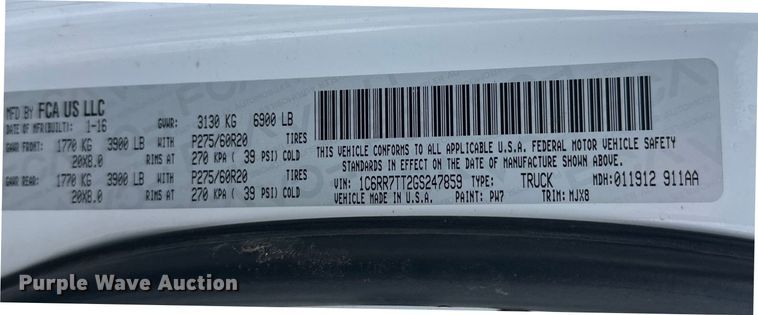 MFD BY FCA US LLC
DATE OF MFR(BUILT): 1-16 GVWR: 3130 KG 6900 LB
GAWR FRONT: 1770 KG 3900 LB WITH P275/60R20 TIRES
20X8.0 RIMS AT 270 KPA ( 39 PSI) COLD
GAWR REAR: 1770 KG 3900 LB WITH P275/60R20 TIRES
20X8.0 RIMS AT 270 KPA ( 39 PSI) COLD
THIS VEHICLE CONFORMS TO ALL APPLICABLE U.S.A. FEDERAL MOTOR VEHICLE SAFETY
STANDARDS IN EFFECT ON THE DATE OF MANUFACTURE SHOWN ABOVE.
VIN: 1C6RR7TT2GS247859 TYPE: TRUCK MDH: 011912 911AA
VEHICLE MADE IN U.S.A. PAINT: PW7 TRIM: MJX8
Purple Wave Auction